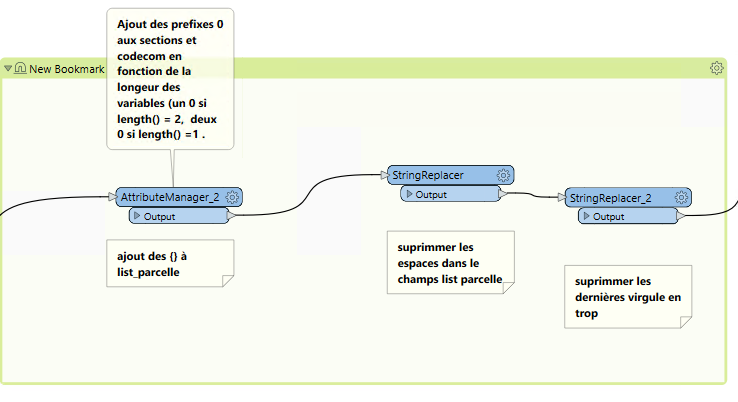 Ajout des prefixes 0
aux sections et
codecom en
fonction de la
longeur des
variables (un 0 si
length() = 2,  deux
0 si length() =1 .
New Bookmark
AttributeManager_2
Output
ajout des {} à
list_parcelle
StringReplacer
Output
suprimmer les
espaces dans le
champs list parcelle
StringReplacer_2
Output
suprimmer les
dernières virgule en
trop